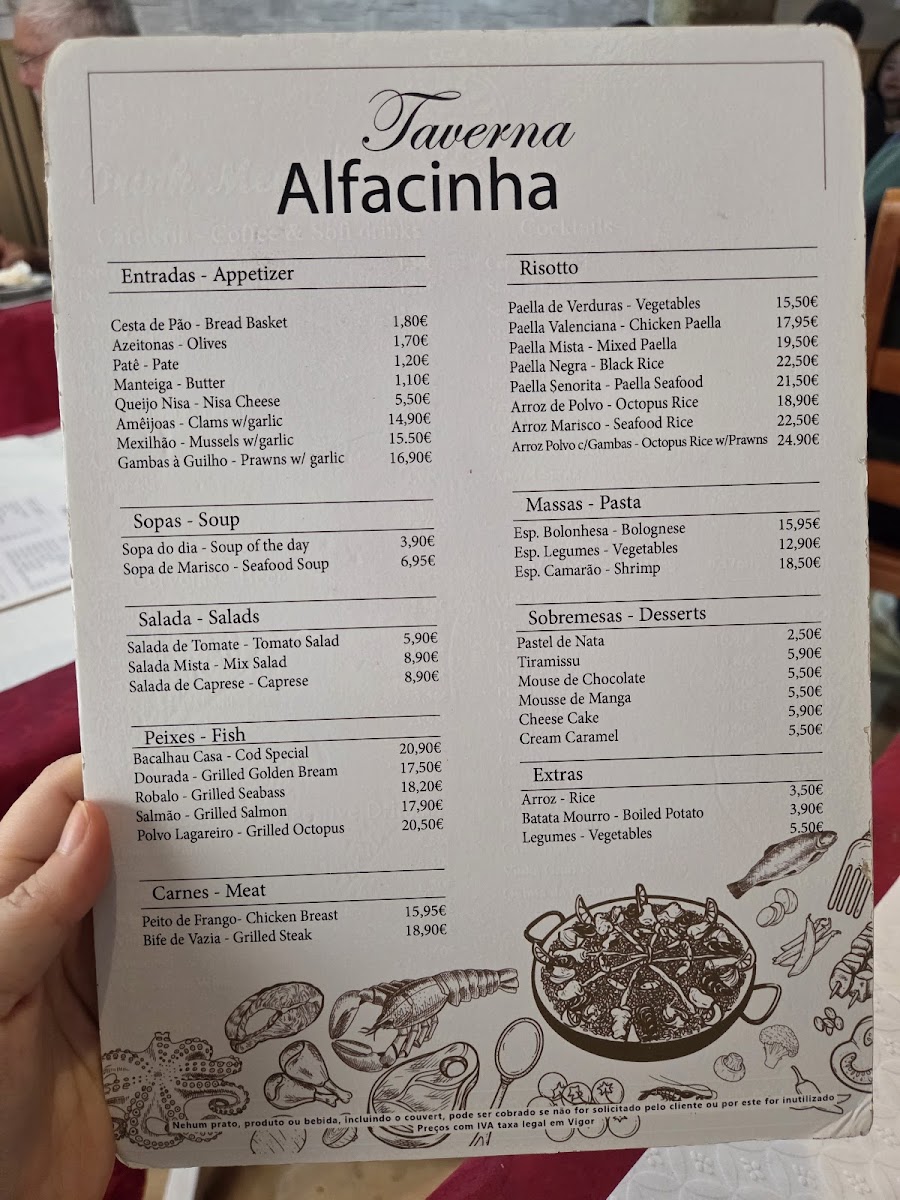 Taverna
Alfacinha
Entradas - Appetizer
Cesta de Pão - Bread Basket 1,80€
Azeitonas - Olives 1,70€
Patê - Pate 1,20€
Manteiga - Butter 1,10€
Queijo Nisa - Nisa Cheese 5,50€
Amêijoas - Clams w/garlic 14,90€
Mexilhão - Mussels w/garlic 15.50€
Gambas à Guilho - Prawns w/ garlic 16,90€
Sopas - Soup
Sopa do dia - Soup of the day 3,90€
Sopa de Marisco - Seafood Soup 6,95€
Salada - Salads
Salada de Tomate - Tomato Salad 5,90€
Salada Mista - Mix Salad 8,90€
Salada de Caprese - Caprese 8,90€
Peixes - Fish
Bacalhau Casa - Cod Special 20,90€
Dourada - Grilled Golden Bream 17,50€
Robalo - Grilled Seabass 18,20€
Salmão - Grilled Salmon 17,90€
Polvo Lagareiro - Grilled Octopus 20,50€
Carnes - Meat
Peito de Frango- Chicken Breast 15,95€
Bife de Vazia - Grilled Steak 18,90€
Risotto
Paella de Verduras - Vegetables 15,50€
Paella Valenciana - Chicken Paella 17,95€
Paella Mista - Mixed Paella 19,50€
Paella Negra - Black Rice 22,50€
Paella Senorita - Paella Seafood 21,50€
Arroz de Polvo - Octopus Rice 18,90€
Arroz Marisco - Seafood Rice 22,50€
Arroz Polvo c/Gambas - Octopus Rice w/Prawns 24.90€
Massas - Pasta
Esp. Bolonhesa - Bolognese 15,95€
Esp. Legumes - Vegetables 12,90€
Esp. Camarão - Shrimp 18,50€
Sobremesas - Desserts
Pastel de Nata 2,50€
Tiramissu 5,90€
Mouse de Chocolate 5,50€
Mousse de Manga 5,50€
Cheese Cake 5,90€
Cream Caramel 5,50€
Extras
Arroz - Rice 3,50€
Batata Mourro - Boiled Potato 3,90€
Legumes - Vegetables 5.50€
Nehum prato, produto ou bebida, incluindo o couvert, pode ser cobrado se não for solicitado pelo cliente ou por este for inutilizado
Preços com IVA taxa legal em Vigor